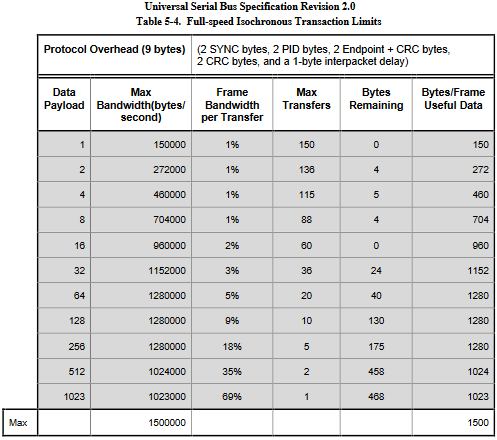 Universal Serial Bus Specification Revision 2.0
Table 5-4. Full-speed Isochronous Transaction Limits
Protocol Overhead (9 bytes) (2 SYNC bytes, 2 PID bytes, 2 Endpoint + CRC bytes,
2 CRC bytes, and a 1-byte interpacket delay)
Data Payload Max Bandwidth(bytes/second) Frame Bandwidth per Transfer Max Transfers Bytes Remaining Bytes/Frame Useful Data
1 150000 1% 150 0 150
2 272000 1% 136 4 272
4 460000 1% 115 5 460
8 704000 1% 88 4 704
16 960000 2% 60 0 960
32 1152000 3% 36 24 1152
64 1280000 5% 20 40 1280
128 1280000 9% 10 130 1280
256 1280000 18% 5 175 1280
512 1024000 35% 2 458 1024
1023 1023000 69% 1 468 1023
Max 1500000 1500